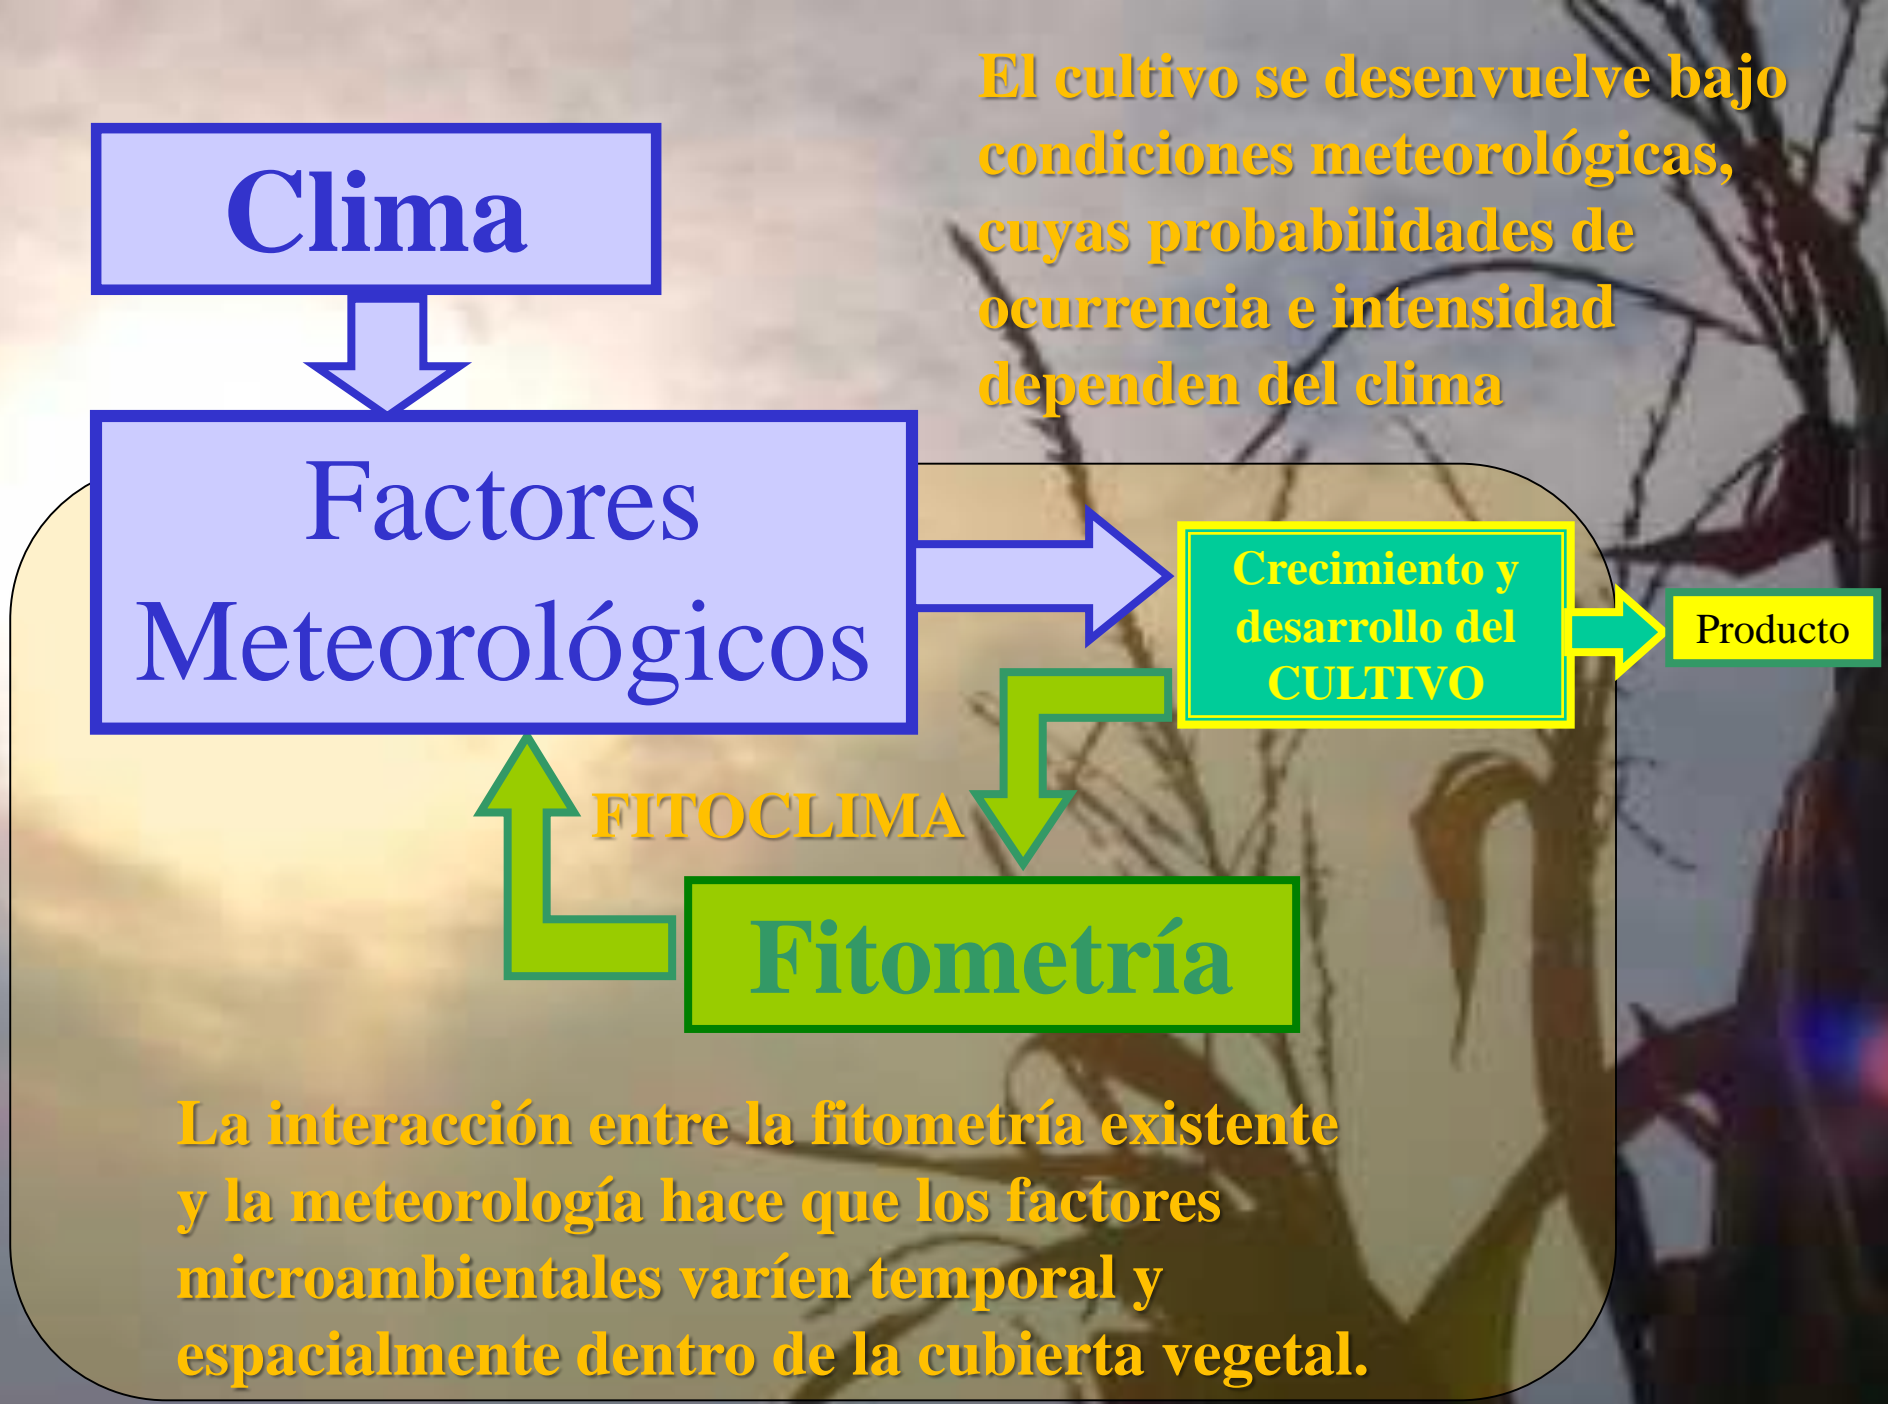 El cultivo se desenvuelve bajo
condiciones meteorológicas,
cuyas probabilidades de
ocurrencia e intensidad
dependen del clima
Clima
Factores
Meteorológicos
Crecimiento y
desarrollo del
CULTIVO
Producto
FITOCLIMA
Fitometría
La interacción entre la fitometría existente
y la meteorología hace que los factores
microambientales varíen temporal y
espacialmente dentro de la cubierta vegetal.